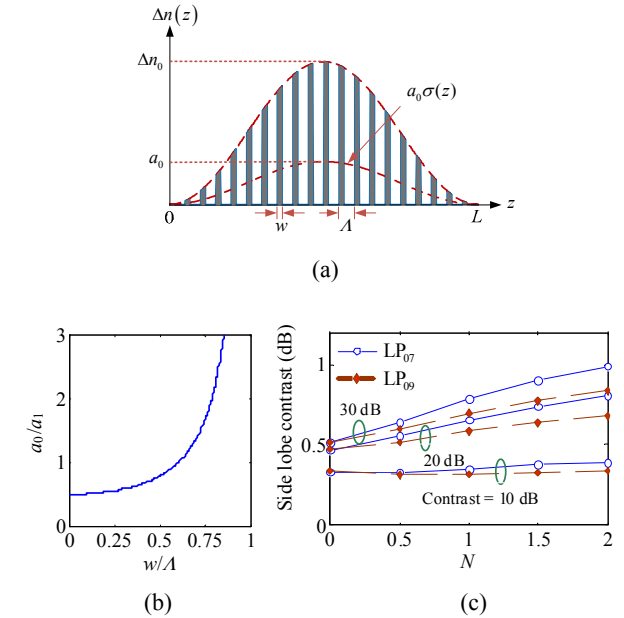 Δn(z)
Δn₀
a₀σ(z)
a₀
0
w
Λ
L
z
(a)
3
2
1
0
a₀/a₁
0 0.25 0.5 0.75 1
w/Λ
(b)
Side lobe contrast (dB)
1
0.5
0
LP₀₇
LP₀₉
30 dB
20 dB
Contrast = 10 dB
0 0.5 1.0 1.5 2
N
(c)